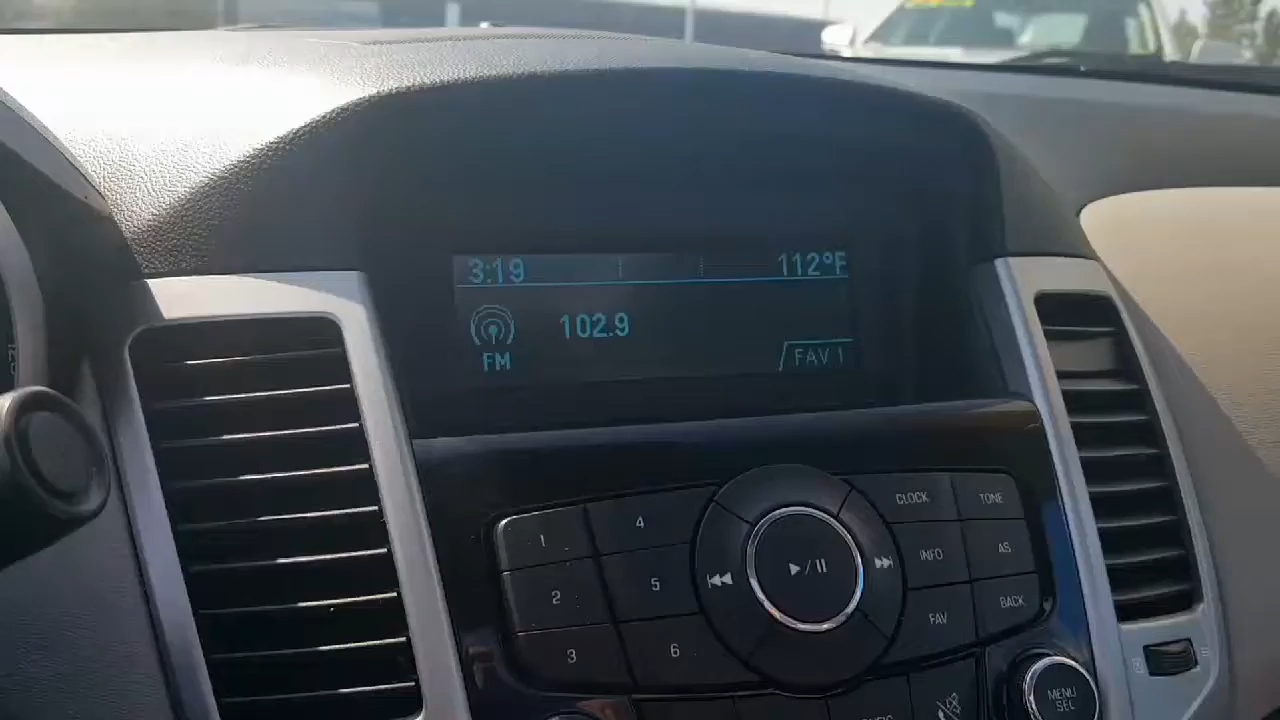 3:19
112°F
102.9
FM
FAV 1
1
4
CLOCK
TONE
2
5
INFO
AS
3
6
FAV
BACK
MENU
SEL